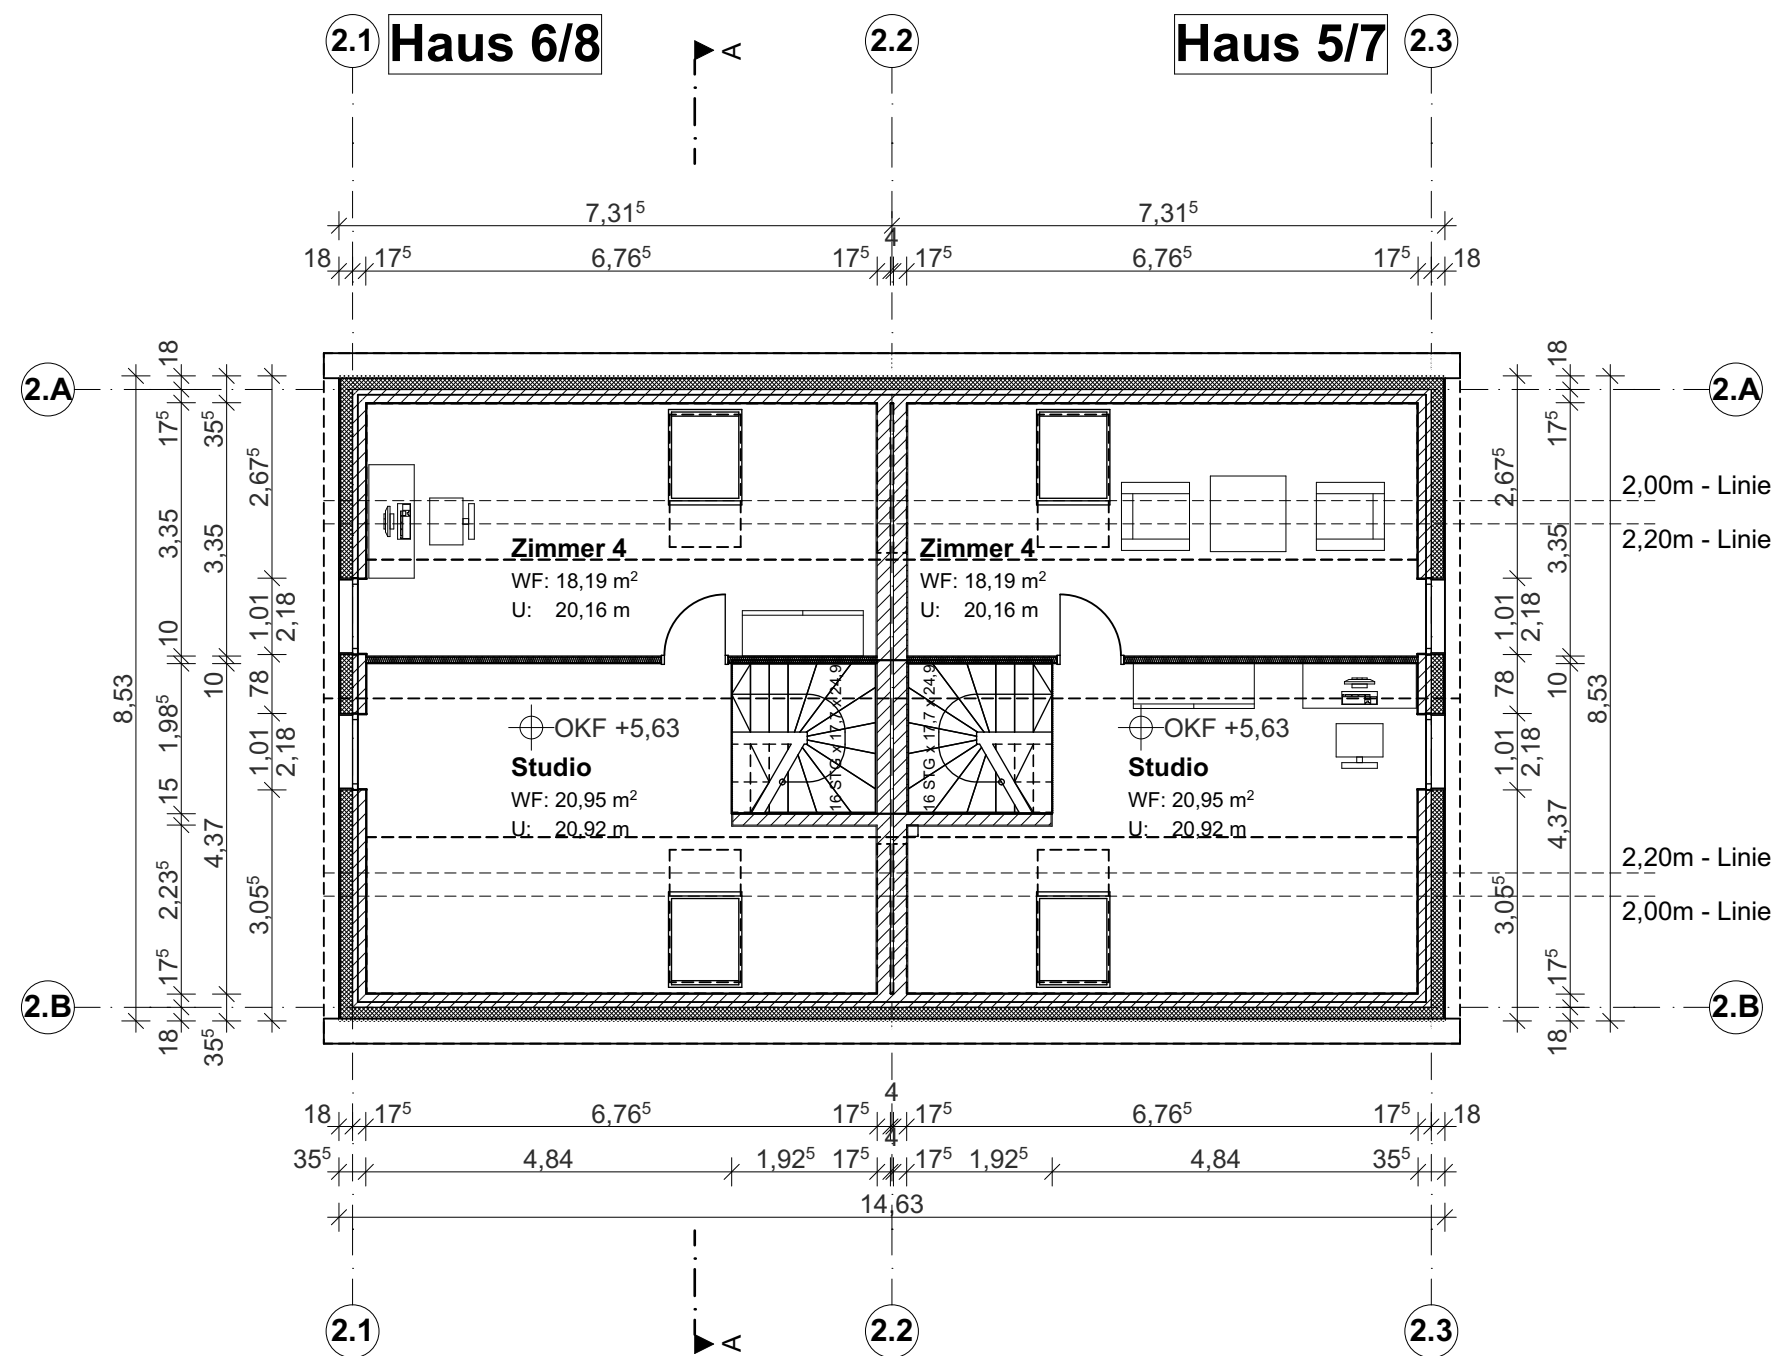 2.1 Haus 6/8 A 2.2 Haus 5/7 2.3
7,31⁵ 7,31⁵
4
18 17⁵ 6,76⁵ 17⁵ 17⁵ 6,76⁵ 17⁵ 18
2.A 2.A
8,53
18 17⁵ 3,35 10 1,98⁵ 15 2,23⁵ 17⁵ 18
35⁵ 3,35 10 4,37 35⁵
2,67⁵ 1,01 2,18 78 1,01 2,18 3,05⁵
Zimmer 4
WF: 18,19 m²
U: 20,16 m
Zimmer 4
WF: 18,19 m²
U: 20,16 m
16 STG x 17,7 x 24,9
16 STG x 17,7 x 24,9
OKF +5,63
Studio
WF: 20,95 m²
U: 20,92 m
OKF +5,63
Studio
WF: 20,95 m²
U: 20,92 m
2,67⁵ 1,01 2,18 78 1,01 2,18 3,05⁵
18 17⁵ 3,35 10 4,37 17⁵ 18
8,53
2,00m - Linie
2,20m - Linie
2,20m - Linie
2,00m - Linie
2.B 2.B
4
18 17⁵ 6,76⁵ 17⁵ 17⁵ 6,76⁵ 17⁵ 18
4
35⁵ 4,84 1,92⁵ 17⁵ 17⁵ 1,92⁵ 4,84 35⁵
14,63
2.1 A 2.2 2.3